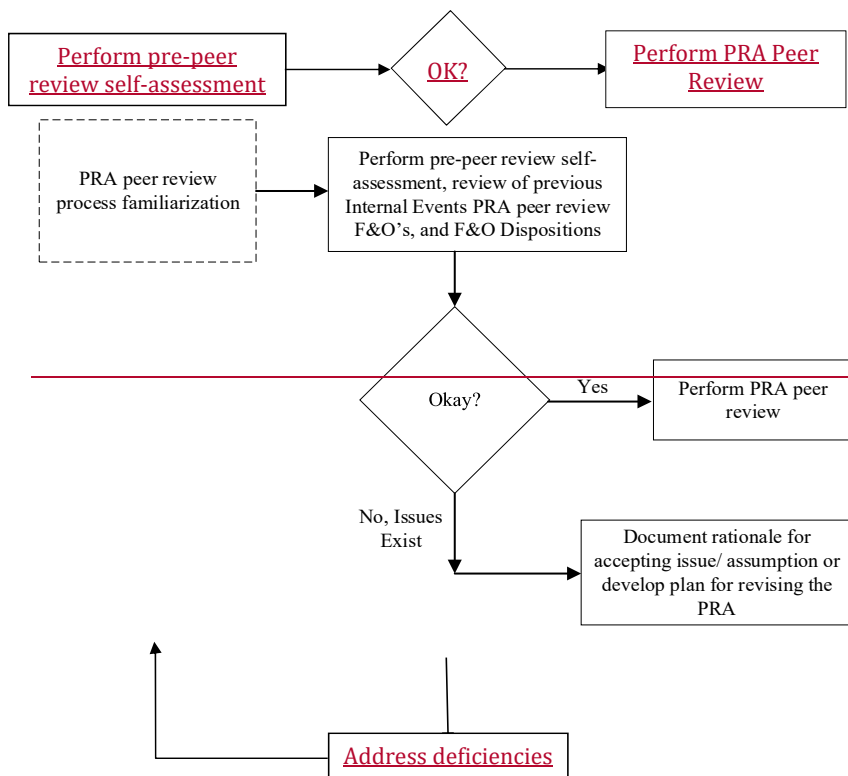 Perform pre-peer
review self-assessment
OK?
Perform PRA Peer
Review
PRA peer review
process familiarization
Perform pre-peer review self-
assessment, review of previous
Internal Events PRA peer review
F&O's, and F&O Dispositions
Okay?
Yes
Perform PRA peer
review
No, Issues
Exist
Document rationale for
accepting issue/ assumption or
develop plan for revising the
PRA
Address deficiencies